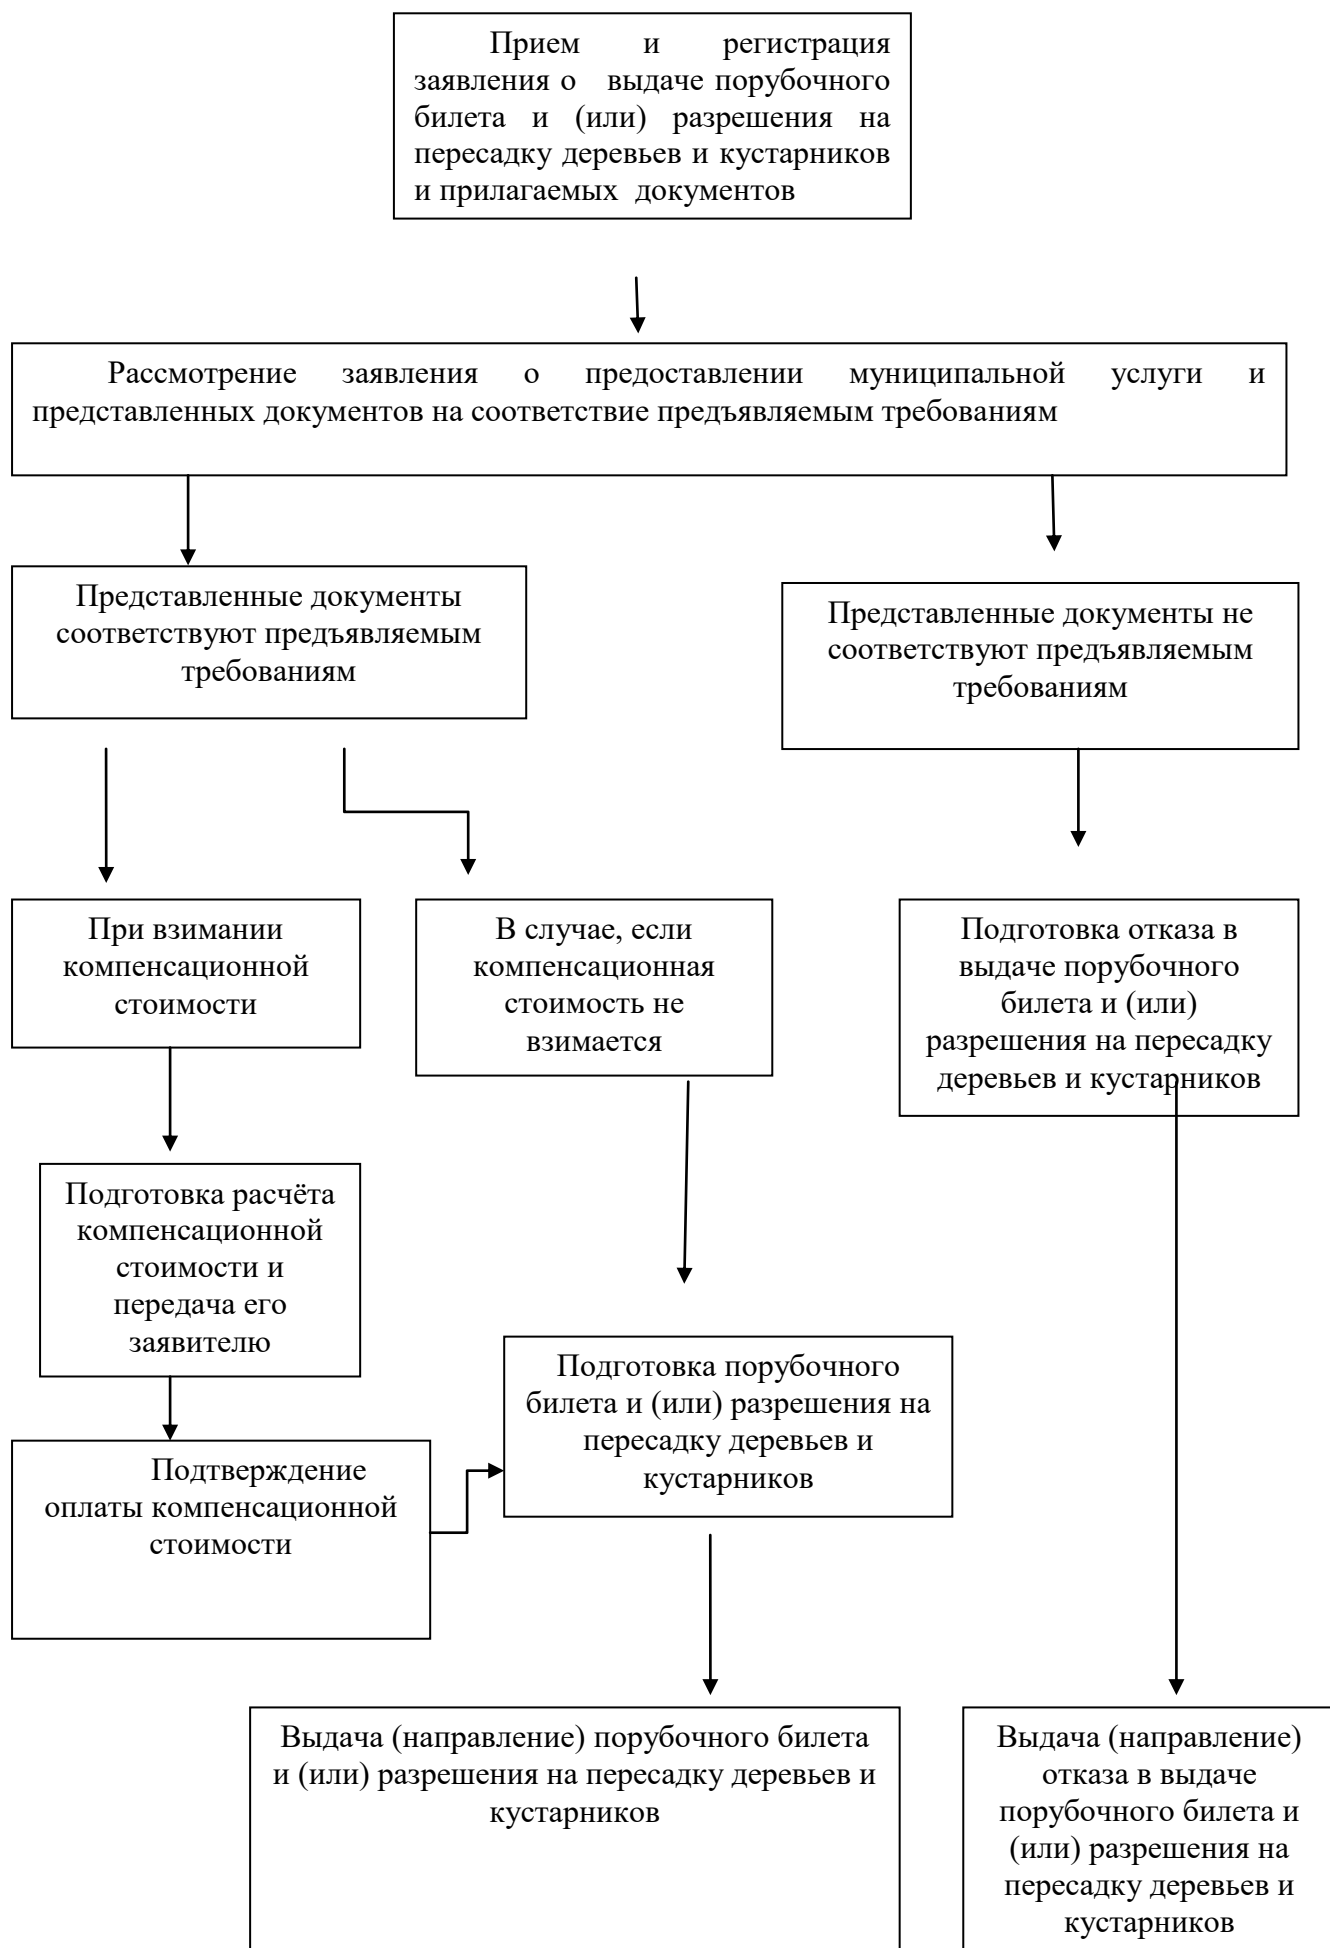 Прием и регистрация
заявления о выдаче порубочного
билета и (или) разрешения на
пересадку деревьев и кустарников
и прилагаемых документов
Рассмотрение заявления о предоставлении муниципальной услуги и
представленных документов на соответствие предъявляемым требованиям
Представленные документы
соответствуют предъявляемым
требованиям
Представленные документы не
соответствуют предъявляемым
требованиям
При взимании
компенсационной
стоимости
В случае, если
компенсационная
стоимость не
взимается
Подготовка отказа в
выдаче порубочного
билета и (или)
разрешения на пересадку
деревьев и кустарников
Подготовка расчёта
компенсационной
стоимости и
передача его
заявителю
Подготовка порубочного
билета и (или) разрешения на
пересадку деревьев и
кустарников
Подтверждение
оплаты компенсационной
стоимости
Выдача (направление) порубочного билета
и (или) разрешения на пересадку деревьев и
кустарников
Выдача (направление)
отказа в выдаче
порубочного билета и
(или) разрешения на
пересадку деревьев и
кустарников